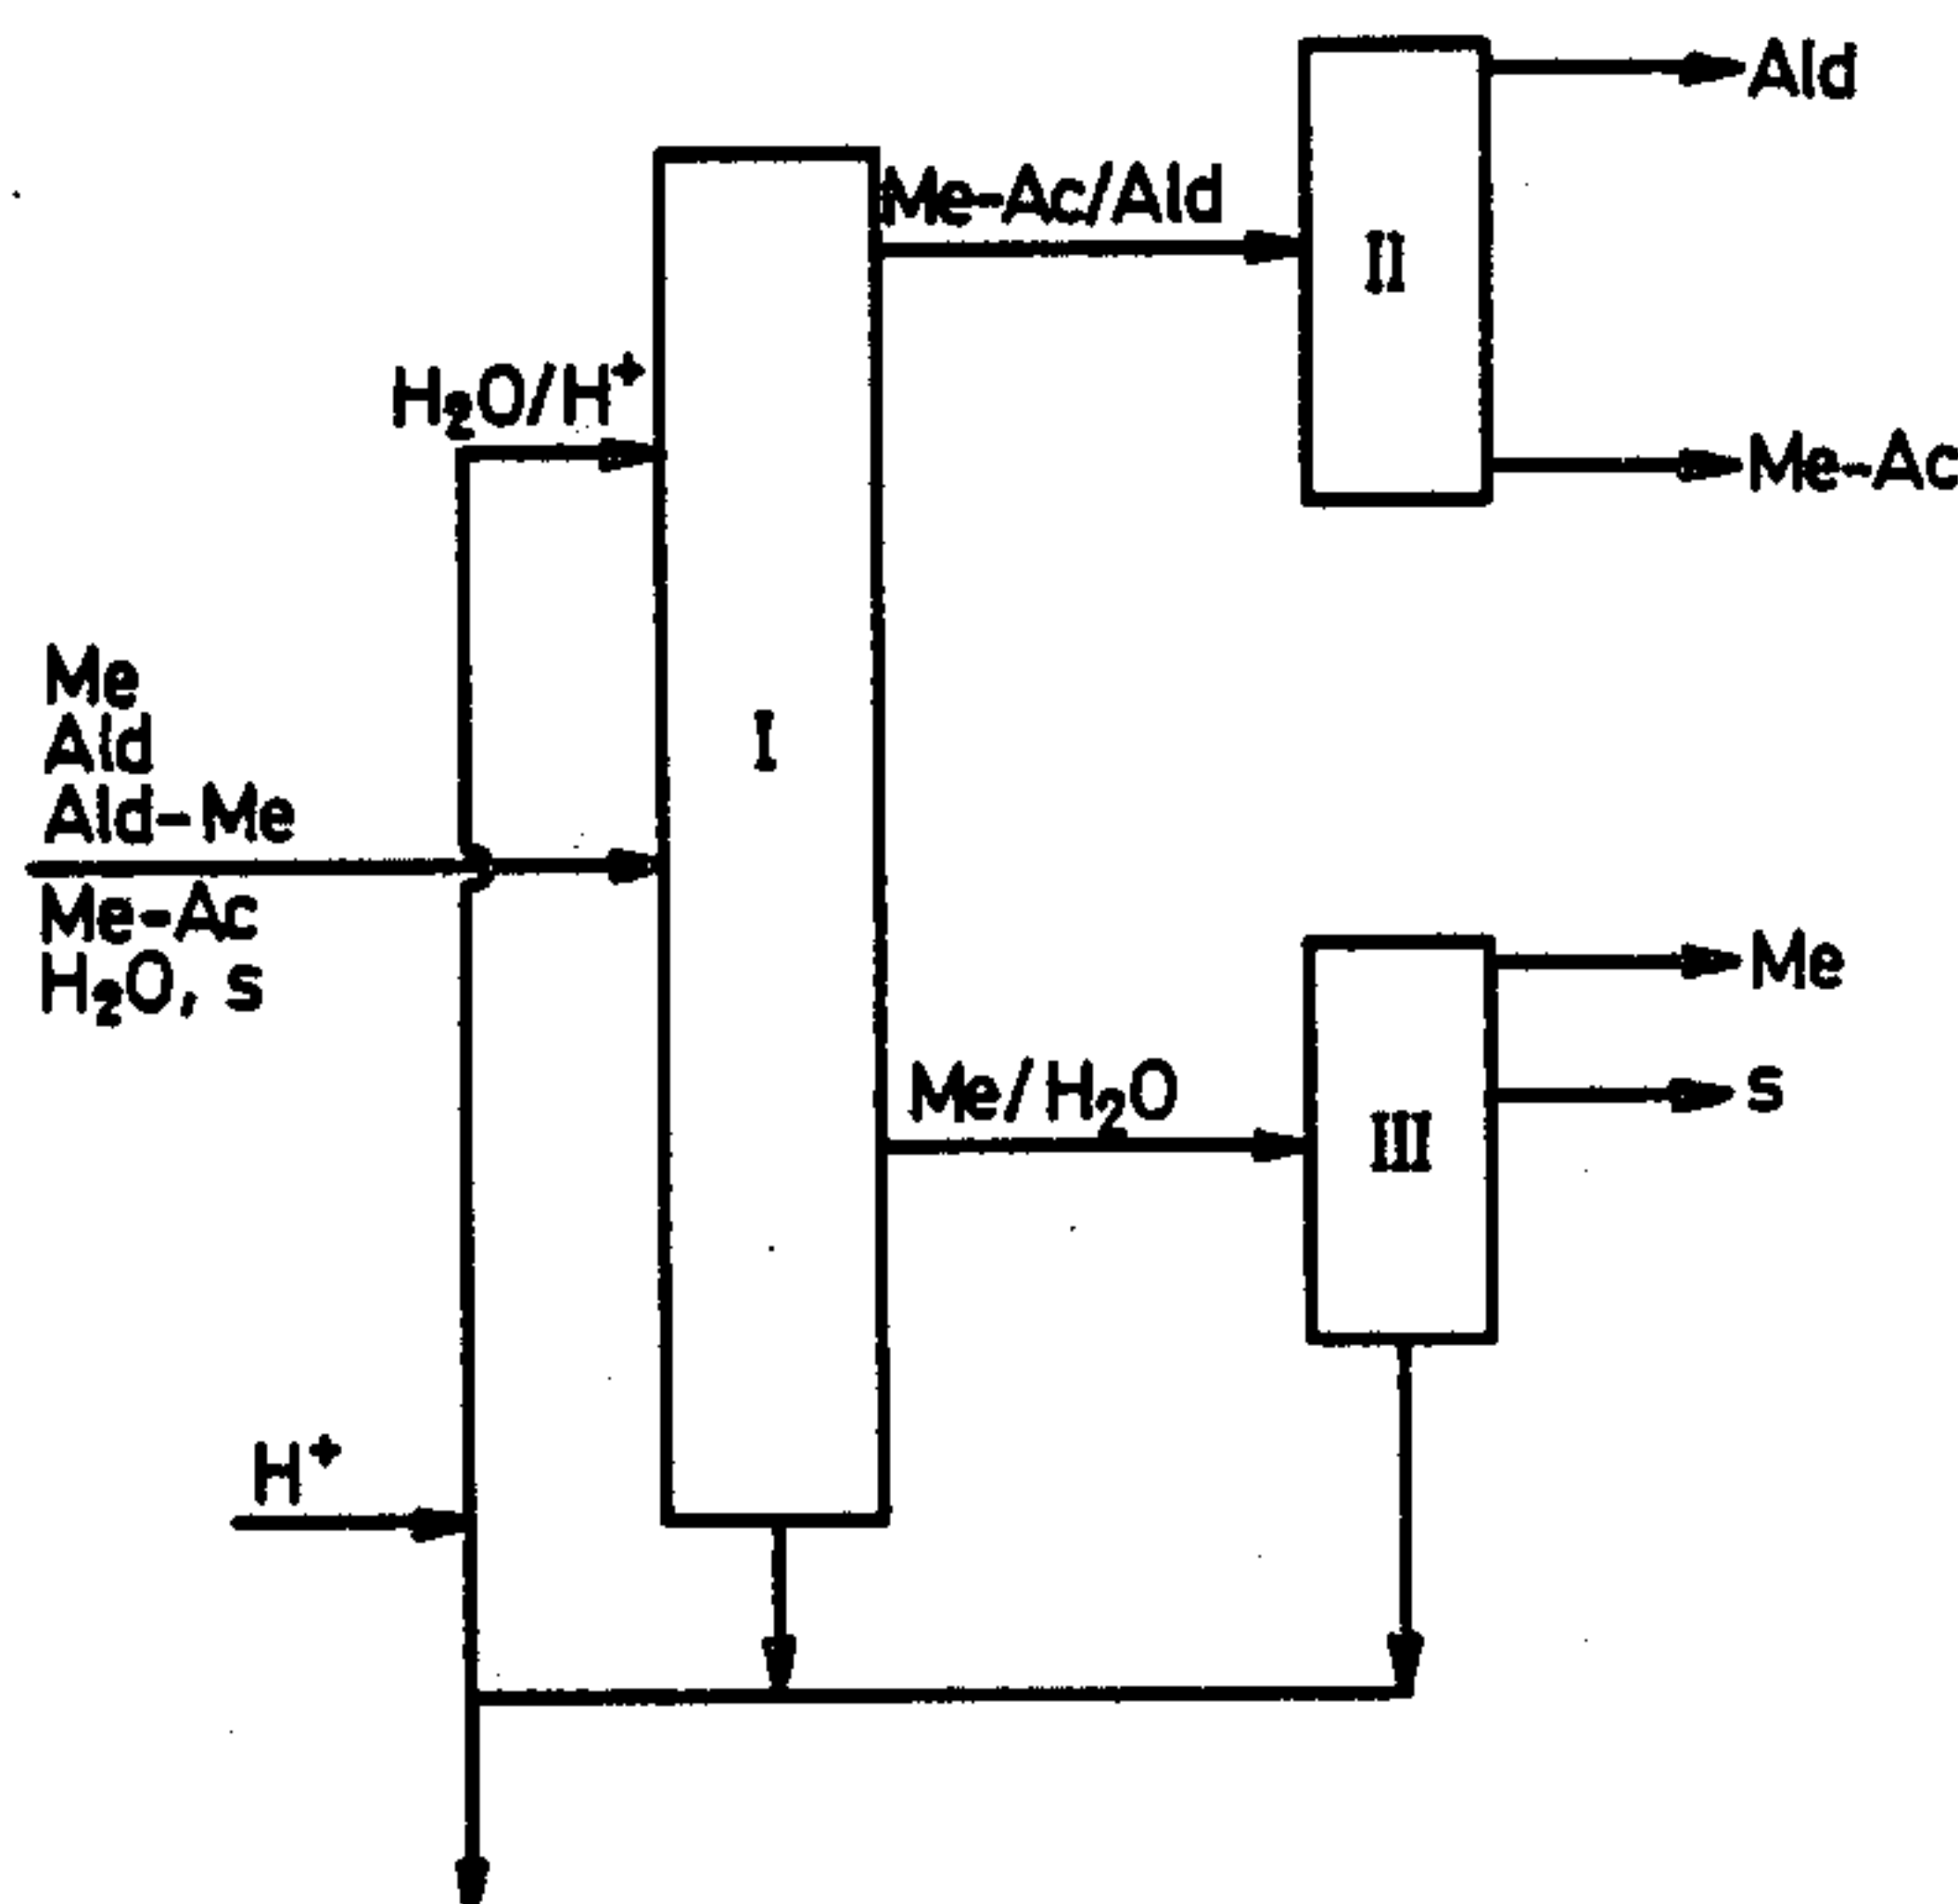 Ald
Me-Ac/Ald
II
H₂O/H⁺
Me-Ac
Me
Ald
Ald-Me
I
Me-Ac
H₂O, s
Me
Me/H₂O
s
III
H⁺